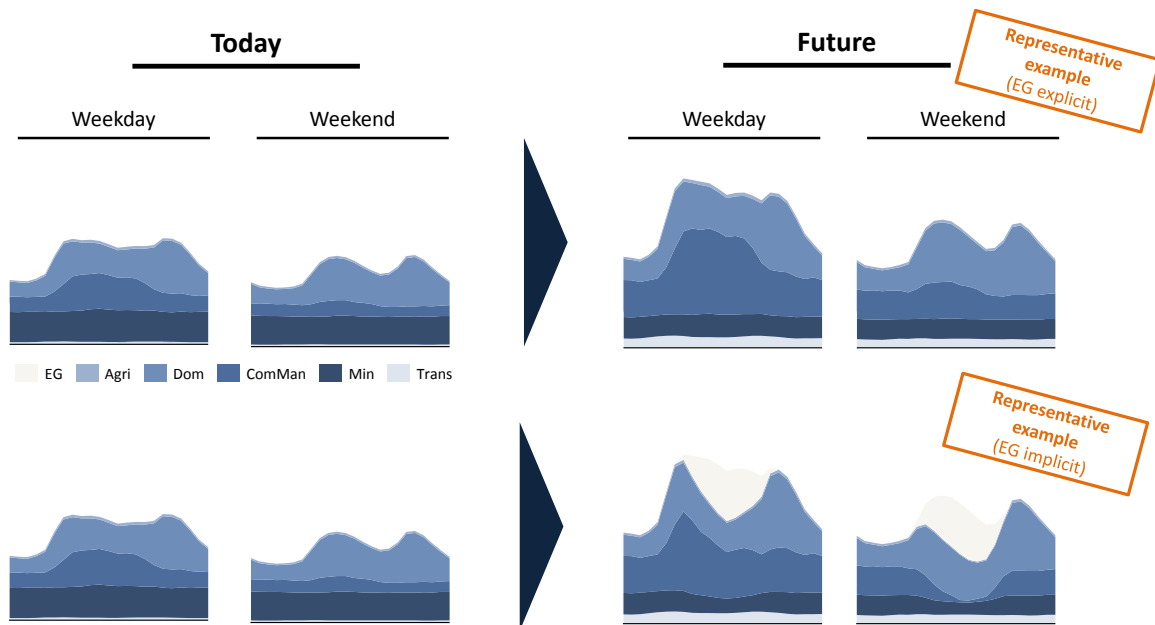 Today
Future
Representative
example
(EG explicit)
Weekday
Weekend
Weekday
Weekend
EG
Agri
Dom
ComMan
Min
Trans
Representative
example
(EG implicit)